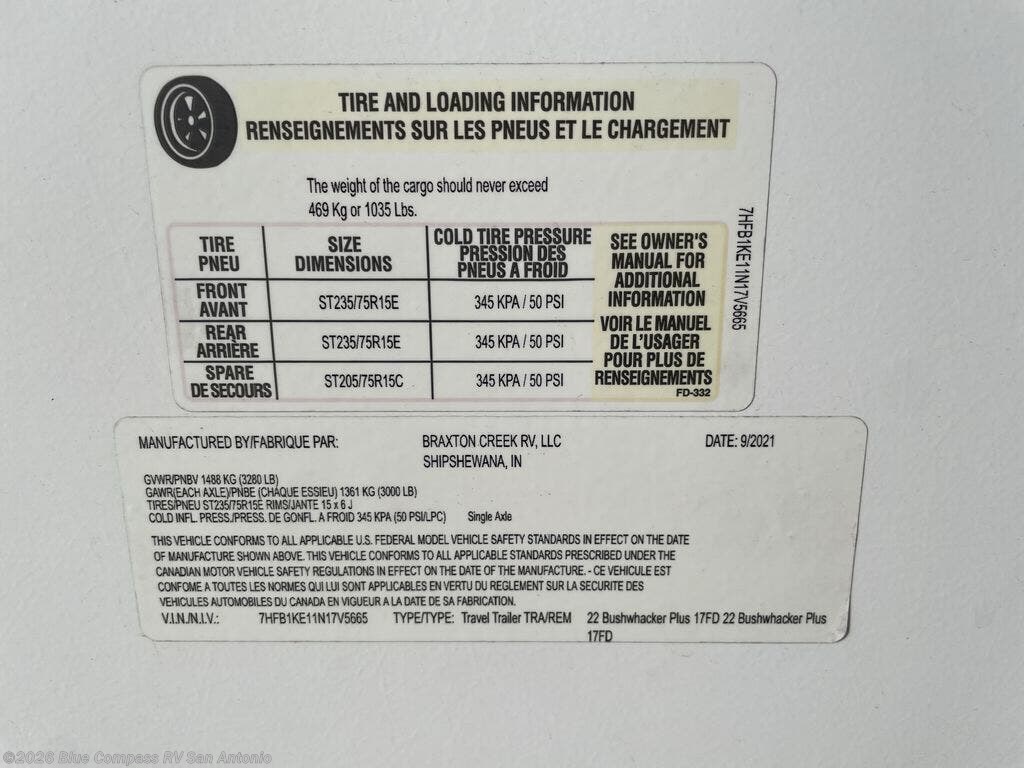 TIRE AND LOADING INFORMATION
RENSEIGNEMENTS SUR LES PNEUS ET LE CHARGEMENT
The weight of the cargo should never exceed
469 Kg or 1035 Lbs.
TIRE PNEU
SIZE DIMENSIONS
COLD TIRE PRESSURE PRESSION DES PNEUS A FROID
FRONT AVANT
ST235/75R15E
345 KPA / 50 PSI
REAR ARRIÈRE
ST235/75R15E
345 KPA / 50 PSI
SPARE DE SECOURS
ST205/75R15C
345 KPA / 50 PSI
SEE OWNER'S
MANUAL FOR
ADDITIONAL
INFORMATION
VOIR LE MANUEL
DE L'USAGER
POUR PLUS DE
RENSEIGNEMENTS
FD-332
7HFB1KE11N17V5665
MANUFACTURED BY/FABRIQUE PAR: BRAXTON CREEK RV, LLC DATE: 9/2021
SHIPSHEWANA, IN
GVWR/PNBV 1488 KG (3280 LB)
GAWR(EACH AXLE)/PNBE (CHAQUE ESSIEU) 1361 KG (3000 LB)
TIRES/PNEU ST235/75R15E RIMS/JANTE 15 x 6 J
COLD INFL. PRESS./PRESS. DE GONFL. A FROID 345 KPA (50 PSI/LPC) Single Axle
THIS VEHICLE CONFORMS TO ALL APPLICABLE U.S. FEDERAL MODEL VEHICLE SAFETY STANDARDS IN EFFECT ON THE DATE
OF MANUFACTURE SHOWN ABOVE. THIS VEHICLE CONFORMS TO ALL APPLICABLE STANDARDS PRESCRIBED UNDER THE
CANADIAN MOTOR VEHICLE SAFETY REGULATIONS IN EFFECT ON THE DATE OF THE MANUFACTURE. - CE VEHICULE EST
CONFOME A TOUTES LES NORMES QUI LUI SONT APPLICABLES EN VERTU DU REGLEMENT SUR LA SECURITE DES
VEHICULES AUTOMOBILES DU CANADA EN VIGUEUR A LA DATE DE SA FABRICATION.
V.I.N./N.I.V.: 7HFB1KE11N17V5665 TYPE/TYPE: Travel Trailer TRA/REM 22 Bushwhacker Plus 17FD 22 Bushwhacker Plus
17FD
©2026 Blue Compass RV San Antonio